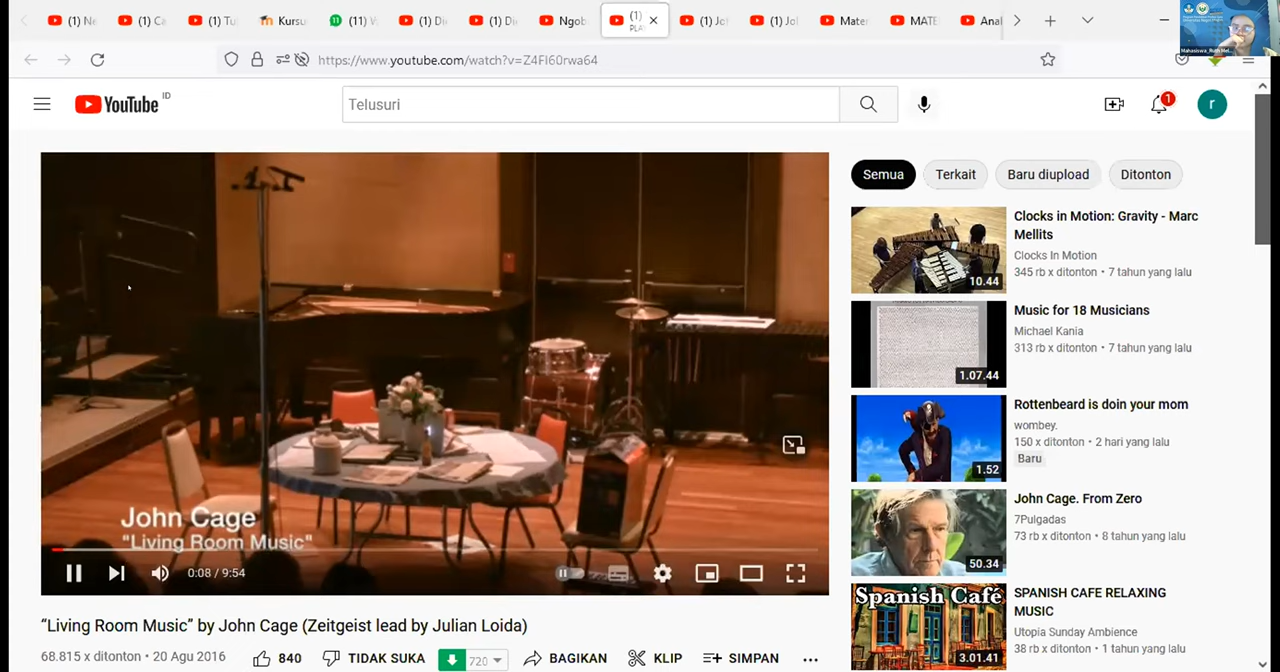 (1) Ne
(1) Ca
(1) Tu
Kursu
(11) V
(1) Di
(1) Di
Ngob
(1)
PLA
(1) Jo
(1) Jol
Mater
MATE
Anal
https://www.youtube.com/watch?v=Z4FI60rwa64
YouTube ID
Telusuri
1
r
Semua
Terkait
Baru diupload
Ditonton
John Cage
"Living Room Music"
0:08 / 9:54
"Living Room Music" by John Cage (Zeitgeist lead by Julian Loida)
68.815 x ditonton • 20 Agu 2016
841
TIDAK SUKA
720
BAGIKAN
KLIP
SIMPAN
Clocks in Motion: Gravity - Marc
Mellits
Clocks In Motion
345 rb x ditonton • 7 tahun yang lalu
10.44
Music for 18 Musicians
Michael Kania
313 rb x ditonton • 7 tahun yang lalu
1.07.44
Rottenbeard is doin your mom
wombey.
150 x ditonton • 2 hari yang lalu
Baru
1.52
John Cage. From Zero
7Pulgadas
73 rb x ditonton • 8 tahun yang lalu
50.34
Spanish Café
SPANISH CAFE RELAXING
MUSIC
Utopia Sunday Ambience
38 rb x ditonton • 1 tahun yang lalu
3.01.41